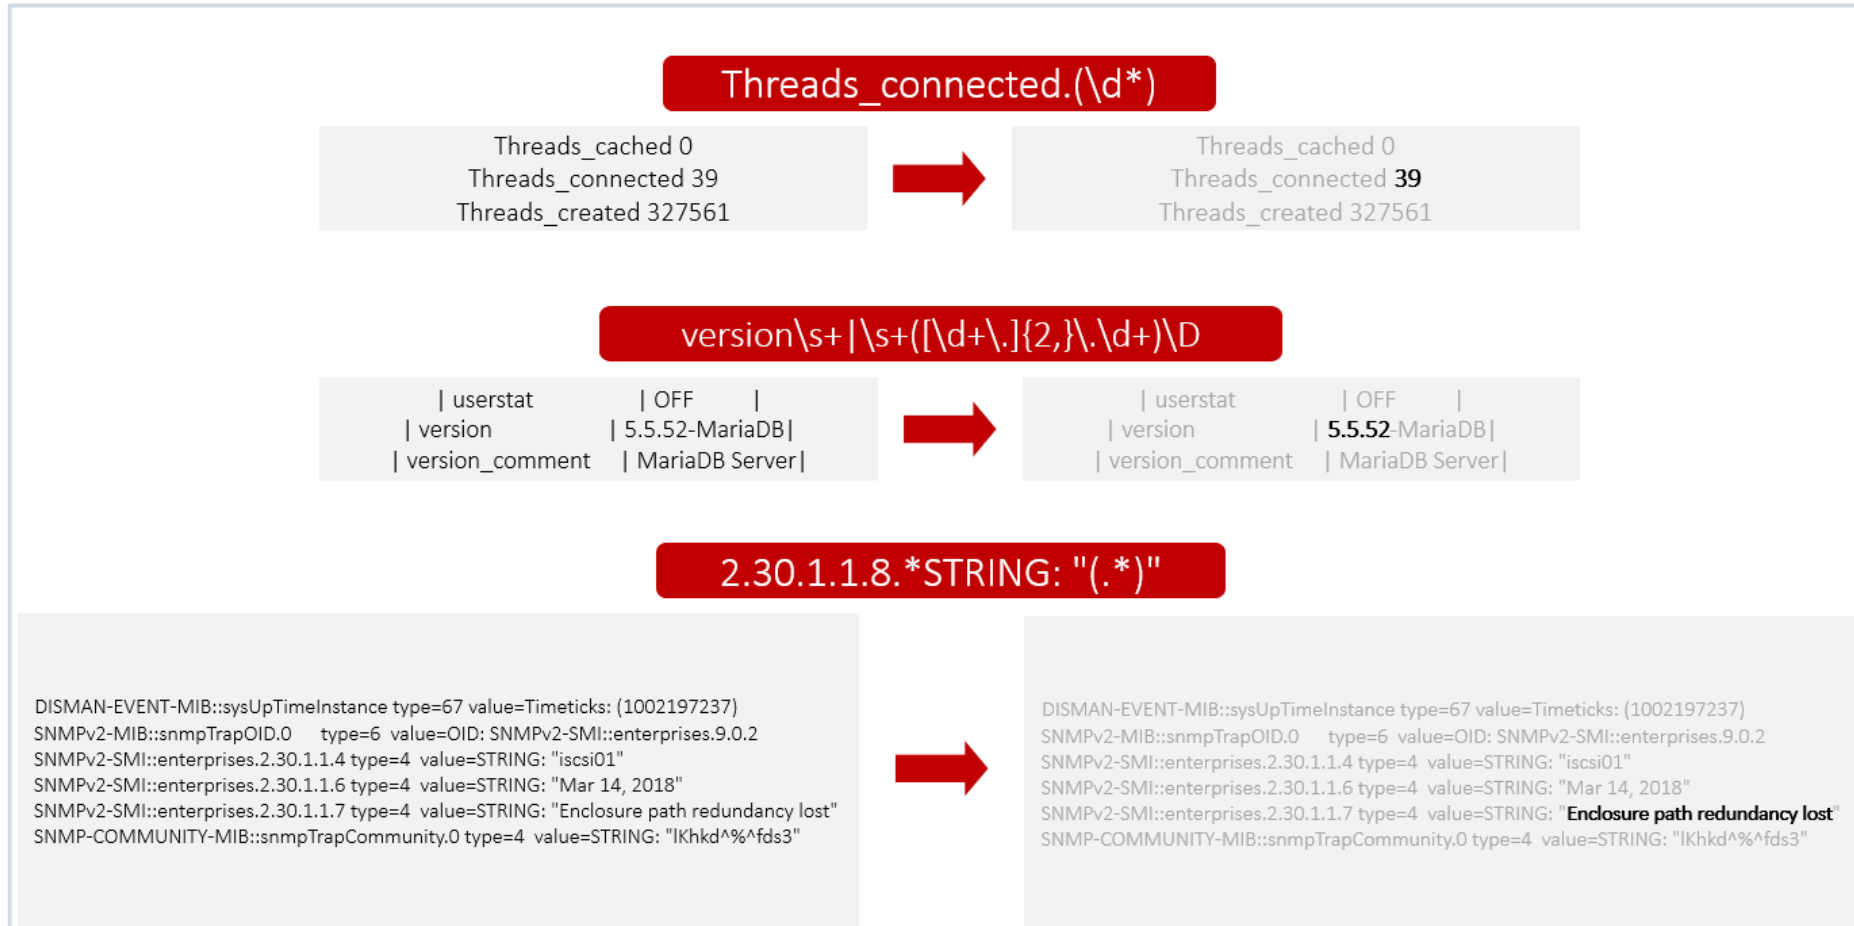 Threads_connected.(\d*)
Threads_cached 0
Threads_connected 39
Threads_created 327561
Threads_cached 0
Threads_connected 39
Threads_created 327561
version\s+|\s+([\d+\.]{2,}\.\d+)\D
| userstat | OFF |
| version | 5.5.52-MariaDB|
| version_comment | MariaDB Server|
| userstat | OFF |
| version | 5.5.52-MariaDB|
| version_comment | MariaDB Server|
2.30.1.1.8.*STRING: "(.*)"
DISMAN-EVENT-MIB::sysUpTimeInstance type=67 value=Timeticks: (1002197237)
SNMPv2-MIB::snmpTrapOID.0 type=6 value=OID: SNMPv2-SMI::enterprises.9.0.2
SNMPv2-SMI::enterprises.2.30.1.1.4 type=4 value=STRING: "iscsi01"
SNMPv2-SMI::enterprises.2.30.1.1.6 type=4 value=STRING: "Mar 14, 2018"
SNMPv2-SMI::enterprises.2.30.1.1.7 type=4 value=STRING: "Enclosure path redundancy lost"
SNMP-COMMUNITY-MIB::snmpTrapCommunity.0 type=4 value=STRING: "lKhkd^%^fds3"
DISMAN-EVENT-MIB::sysUpTimeInstance type=67 value=Timeticks: (1002197237)
SNMPv2-MIB::snmpTrapOID.0 type=6 value=OID: SNMPv2-SMI::enterprises.9.0.2
SNMPv2-SMI::enterprises.2.30.1.1.4 type=4 value=STRING: "iscsi01"
SNMPv2-SMI::enterprises.2.30.1.1.6 type=4 value=STRING: "Mar 14, 2018"
SNMPv2-SMI::enterprises.2.30.1.1.7 type=4 value=STRING: "Enclosure path redundancy lost"
SNMP-COMMUNITY-MIB::snmpTrapCommunity.0 type=4 value=STRING: "lKhkd^%^fds3"